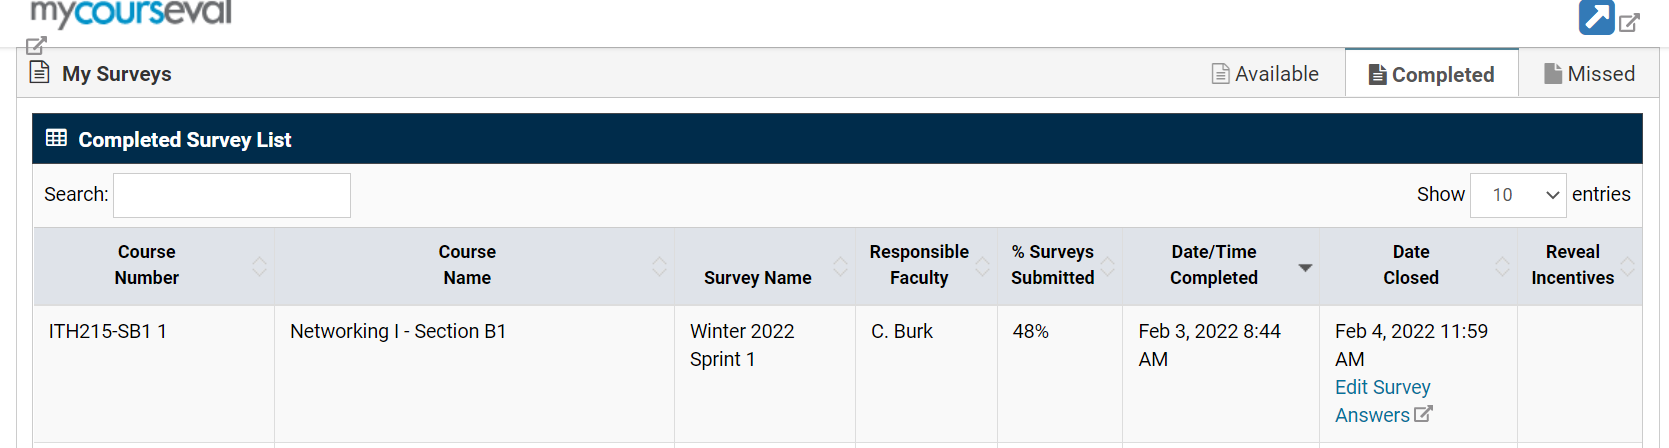 mycourseval
My Surveys
Available
Completed
Missed
Completed Survey List
Search:
Show 10 entries
Course Number
Course Name
Survey Name
Responsible Faculty
% Surveys Submitted
Date/Time Completed
Date Closed
Reveal Incentives
ITH215-SB1 1
Networking I - Section B1
Winter 2022
Sprint 1
C. Burk
48%
Feb 3, 2022 8:44
AM
Feb 4, 2022 11:59
AM
Edit Survey
Answers